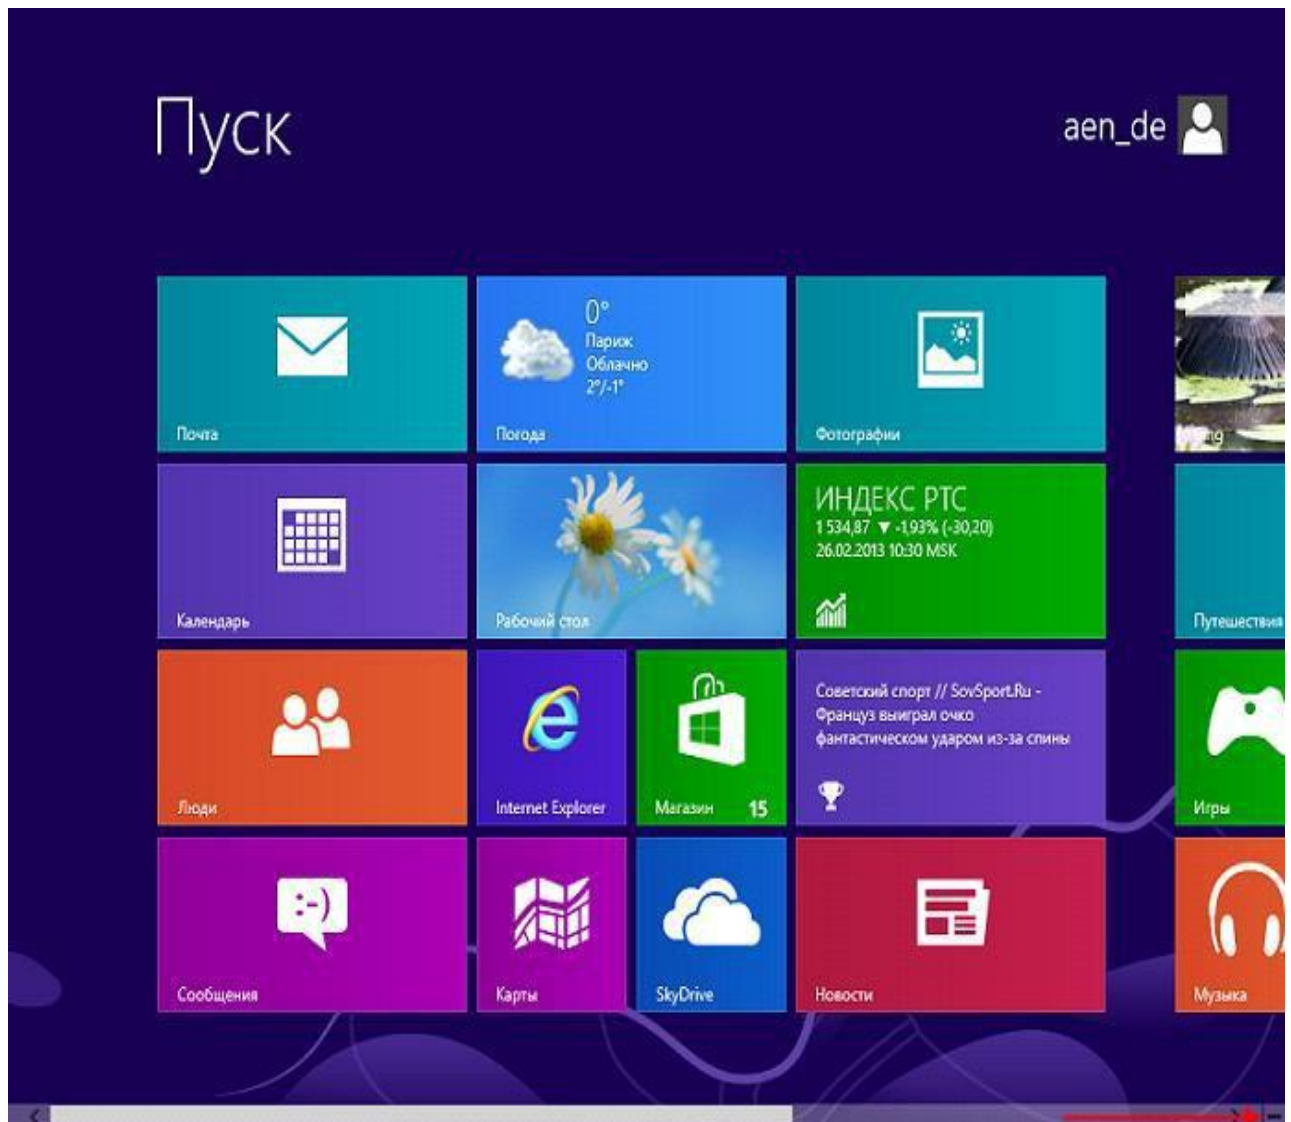 Пуск
aen_de
Почта
0°
Париж
Облачно
2°/-1°
Погода
Фотографии
Календарь
Рабочий стол
ИНДЕКС РТС
1 534,87 ▼ -1,93% (-30,20)
26.02.2013 10:30 MSK
Путешествия
Люди
Internet Explorer
Магазин 15
Советский спорт // SovSport.Ru -
Француз выиграл очко
фантастическом ударом из-за спины
Игры
:-)
Сообщения
Карты
SkyDrive
Новости
Музыка